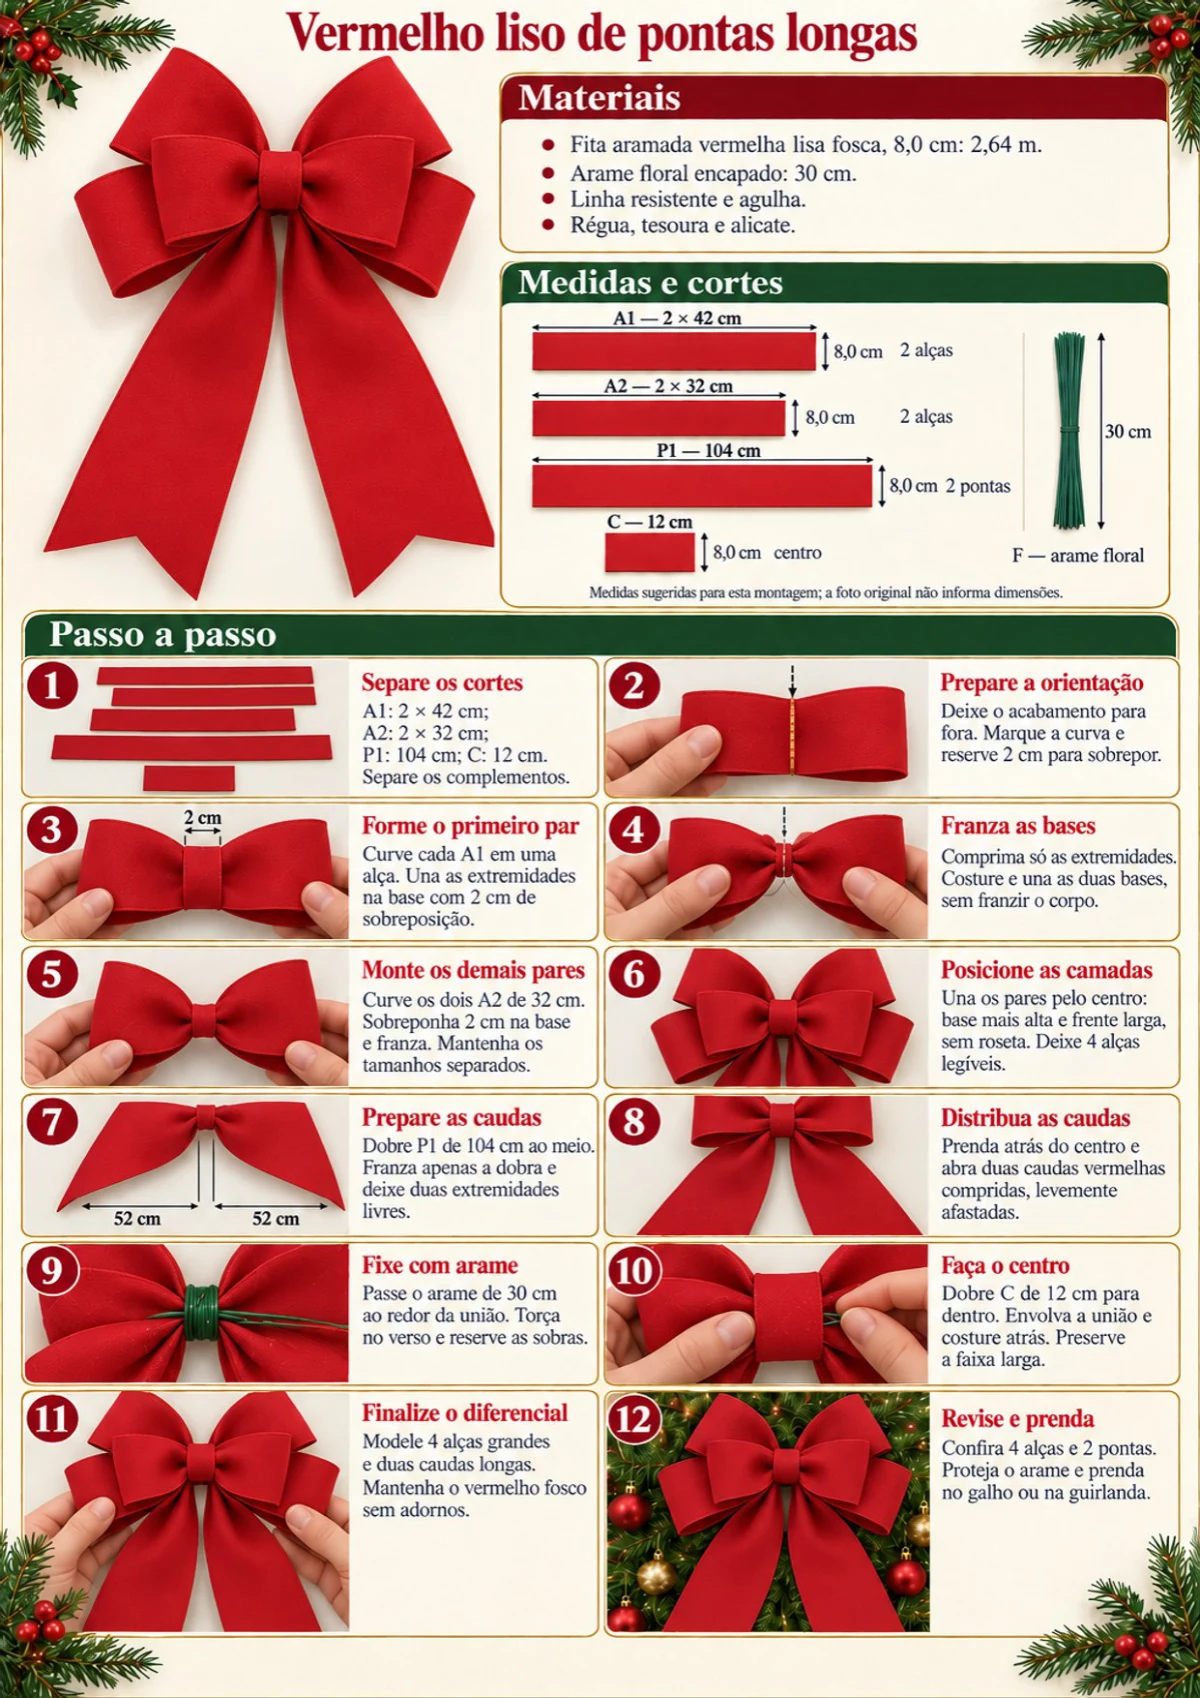 Vermelho liso de pontas longas
Materiais
• Fita aramada vermelha lisa fosca, 8,0 cm: 2,64 m.
• Arame floral encapado: 30 cm.
• Linha resistente e agulha.
• Régua, tesoura e alicate.
Medidas e cortes
A1 — 2 × 42 cm
8,0 cm 2 alças
A2 — 2 × 32 cm
8,0 cm 2 alças
P1 — 104 cm
8,0 cm 2 pontas
C — 12 cm
8,0 cm centro
30 cm
F — arame floral
Medidas sugeridas para esta montagem; a foto original não informa dimensões.
Passo a passo
1
Separe os cortes
A1: 2 × 42 cm;
A2: 2 × 32 cm;
P1: 104 cm; C: 12 cm.
Separe os complementos.
2
Prepare a orientação
Deixe o acabamento para
fora. Marque a curva e
reserve 2 cm para sobrepor.
3
2 cm
Forme o primeiro par
Curve cada A1 em uma
alça. Una as extremidades
na base com 2 cm de
sobreposição.
4
Franza as bases
Comprima só as extremidades.
Costure e una as duas bases,
sem franzir o corpo.
5
Monte os demais pares
Curve os dois A2 de 32 cm.
Sobreponha 2 cm na base
e franza. Mantenha os
tamanhos separados.
6
Posicione as camadas
Una os pares pelo centro:
base mais alta e frente larga,
sem roseta. Deixe 4 alças
legíveis.
7
52 cm 52 cm
Prepare as caudas
Dobre P1 de 104 cm ao meio.
Franza apenas a dobra e
deixe duas extremidades
livres.
8
Distribua as caudas
Prenda atrás do centro e
abra duas caudas vermelhas
compridas, levemente
afastadas.
9
Fixe com arame
Passe o arame de 30 cm
ao redor da união. Torça
no verso e reserve as sobras.
10
Faça o centro
Dobre C de 12 cm para
dentro. Envolva a união e
costure atrás. Preserve
a faixa larga.
11
Finalize o diferencial
Modele 4 alças grandes
e duas caudas longas.
Mantenha o vermelho fosco
sem adornos.
12
Revise e prenda
Confira 4 alças e 2 pontas.
Proteja o arame e prenda
no galho ou na guirlanda.